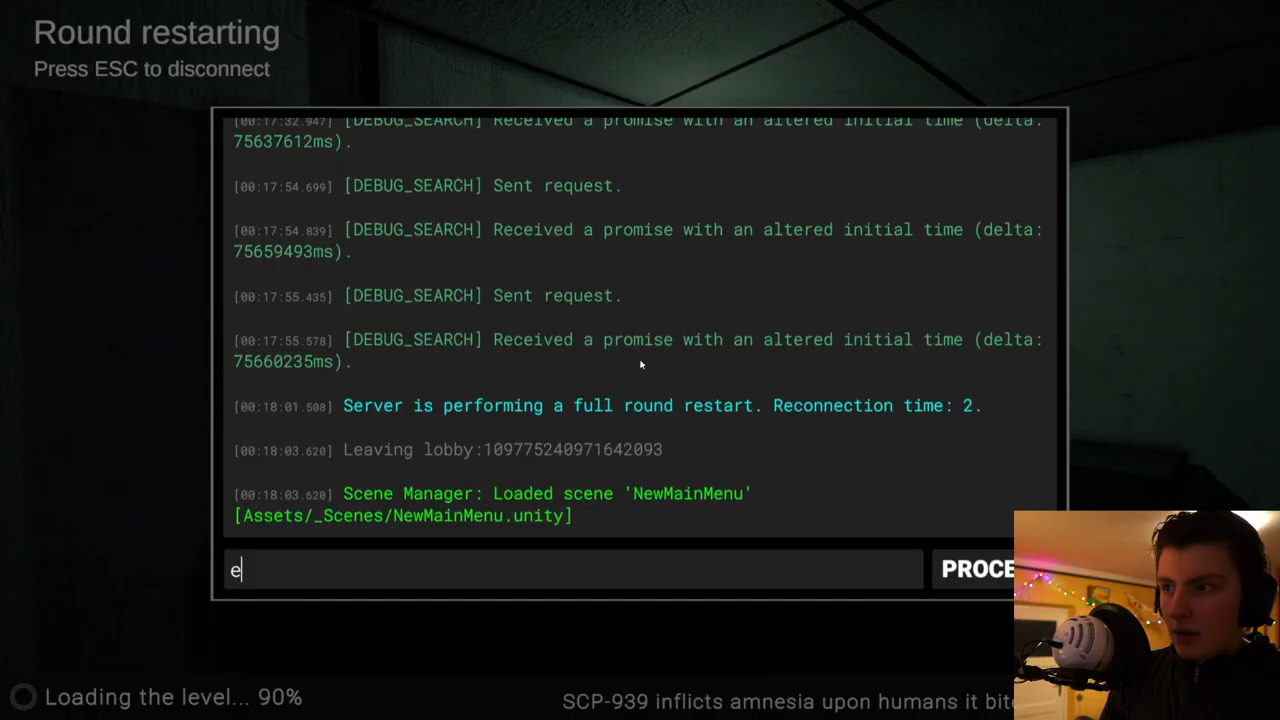 Round restarting
Press ESC to disconnect
[00:17:32.947] [DEBUG_SEARCH] Received a promise with an altered initial time (delta:
75637612ms).
[00:17:54.699] [DEBUG_SEARCH] Sent request.
[00:17:54.839] [DEBUG_SEARCH] Received a promise with an altered initial time (delta:
75659493ms).
[00:17:55.435] [DEBUG_SEARCH] Sent request.
[00:17:55.578] [DEBUG_SEARCH] Received a promise with an altered initial time (delta:
75660235ms).
[00:18:01.508] Server is performing a full round restart. Reconnection time: 2.
[00:18:03.620] Leaving lobby:109775240971642093
[00:18:03.620] Scene Manager: Loaded scene 'NewMainMenu'
[Assets/_Scenes/NewMainMenu.unity]
e
PROCE
Loading the level... 90%
SCP-939 inflicts amnesia upon humans it bit